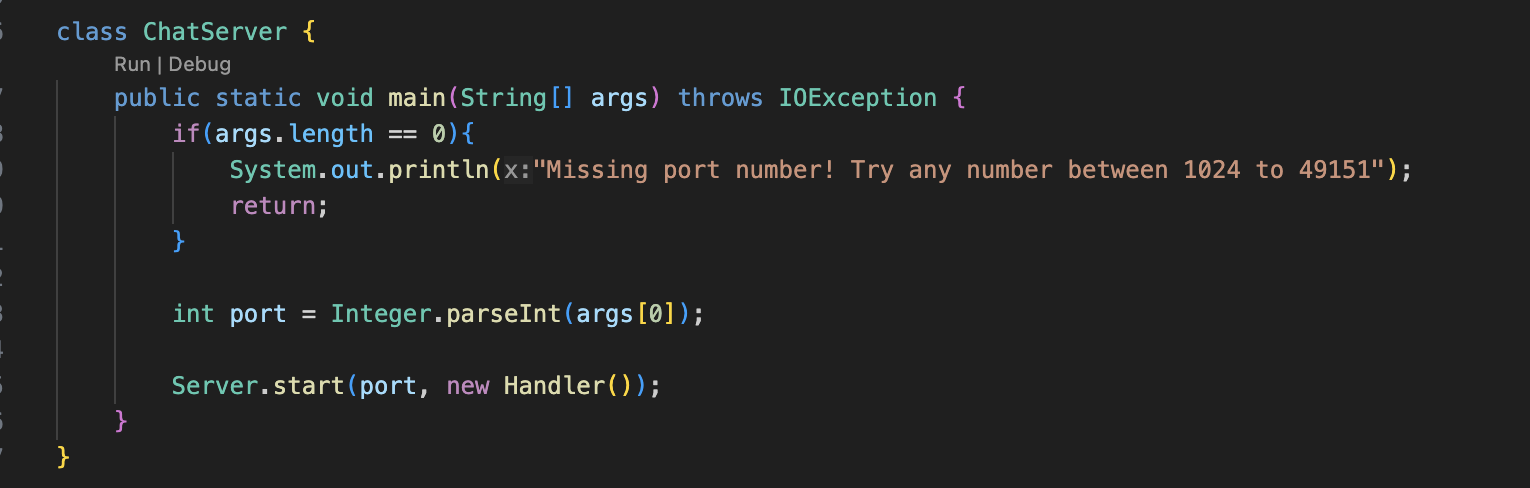 class ChatServer {
Run | Debug
public static void main(String[] args) throws IOException {
if(args.length == 0){
System.out.println(x:"Missing port number! Try any number between 1024 to 49151");
return;
}
int port = Integer.parseInt(args[0]);
Server.start(port, new Handler());
}
}